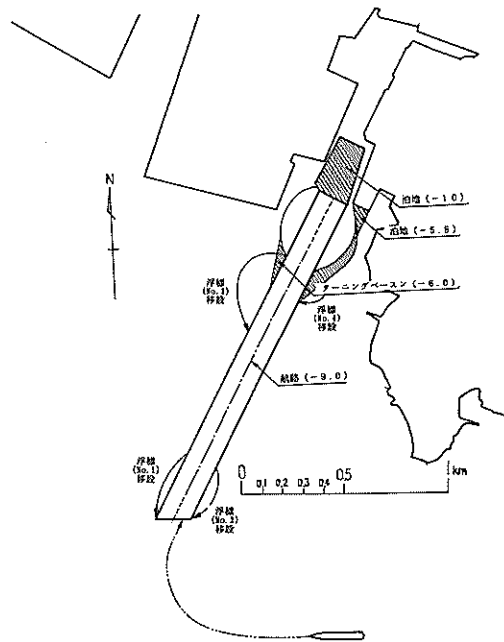 N
泊地 (-10)
泊地 (-5.5)
ターニングベースン (-6.0)
浮標
(No.3)
移設
浮標
(No.4)
移設
航路 (-9.0)
浮標
(No.1)
移設
浮標
(No.2)
移設
0
0.1 0.2 0.3 0.4
0.5
1
km